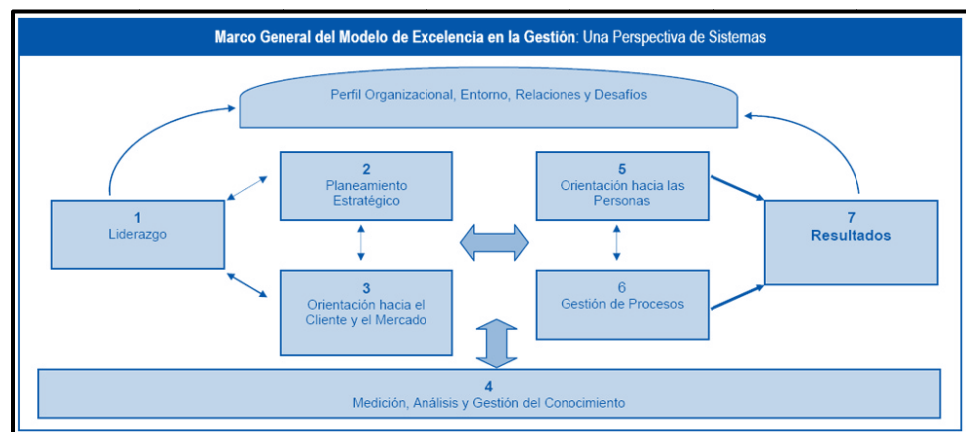 Marco General del Modelo de Excelencia en la Gestión: Una Perspectiva de Sistemas
Perfil Organizacional, Entorno, Relaciones y Desafíos
1
Liderazgo
2
Planeamiento
Estratégico
3
Orientación hacia el
Cliente y el Mercado
5
Orientación hacia las
Personas
6
Gestión de Procesos
7
Resultados
4
Medición, Análisis y Gestión del Conocimiento